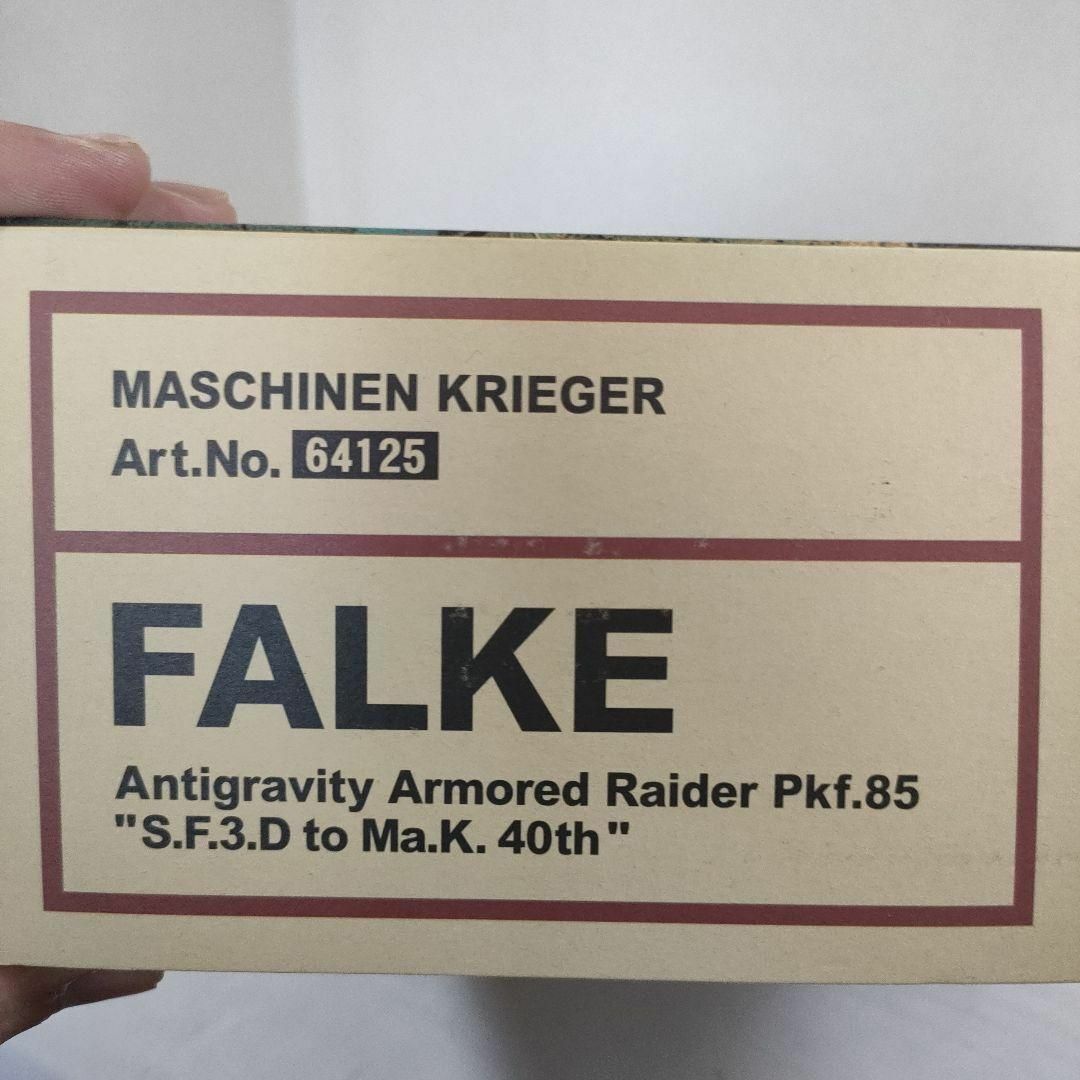 MASCHINEN KRIEGER
Art.No. 64125
FALKE
Antigravity Armored Raider Pkf.85
"S.F.3.D to Ma.K. 40th"